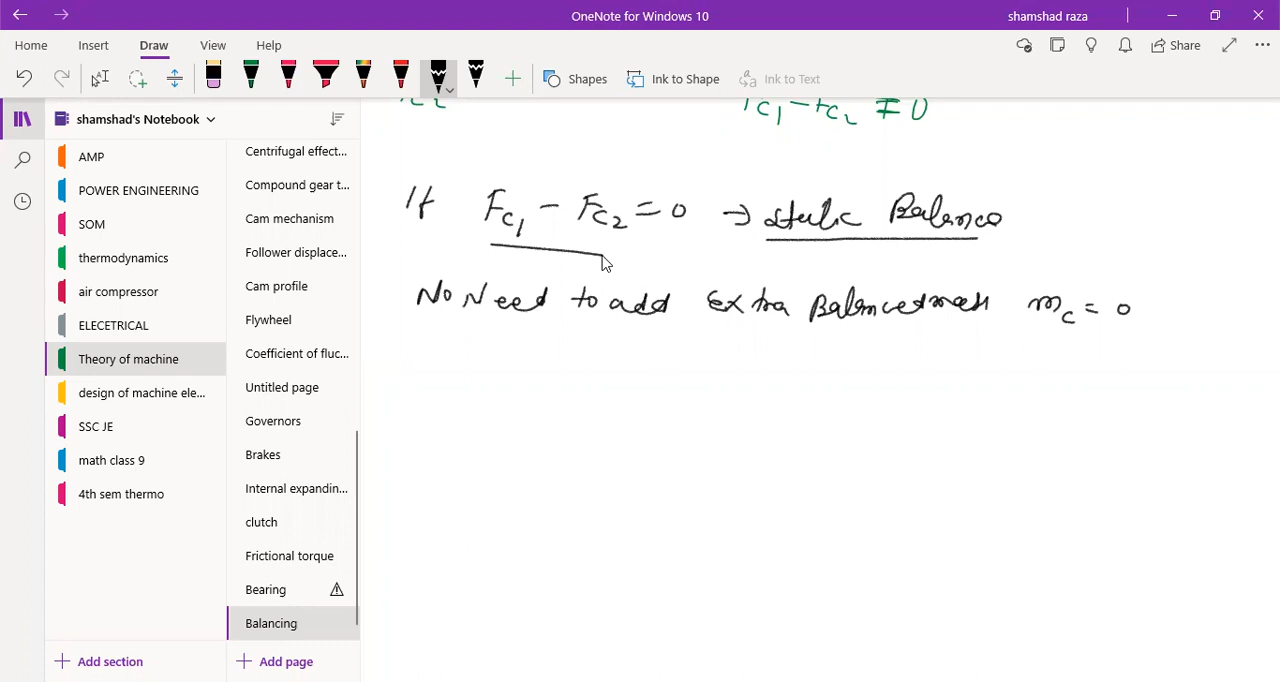 OneNote for Windows 10
shamshad raza
Home
Insert
Draw
View
Help
Share
Shapes
Ink to Shape
Ink to Text
shamshad's Notebook
AMP
POWER ENGINEERING
SOM
thermodynamics
air compressor
ELECETRICAL
Theory of machine
design of machine ele...
SSC JE
math class 9
4th sem thermo
Add section
Centrifugal effect...
Compound gear t...
Cam mechanism
Follower displace...
Cam profile
Flywheel
Coefficient of fluc...
Untitled page
Governors
Brakes
Internal expandin...
clutch
Frictional torque
Bearing
Balancing
Add page
FC1 - FC2 ≠ 0
If FC1 - FC2 = 0 → static Balance
No Need to add Extra Balancedmass mc = 0